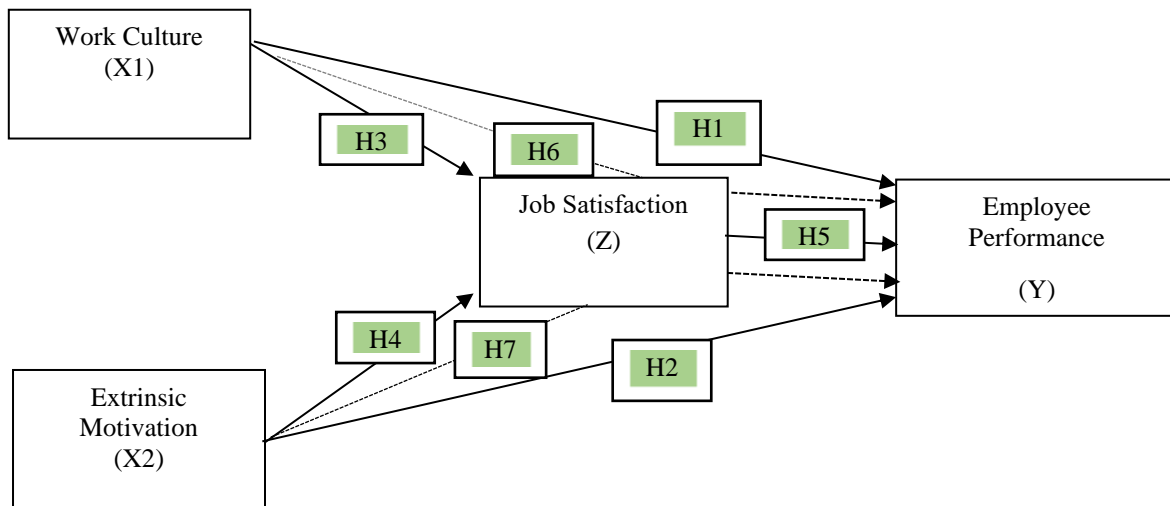 Work Culture
(X1)
H1
H3
H6
Job Satisfaction
(Z)
Employee
Performance
(Y)
H5
H4
H7
H2
Extrinsic
Motivation
(X2)